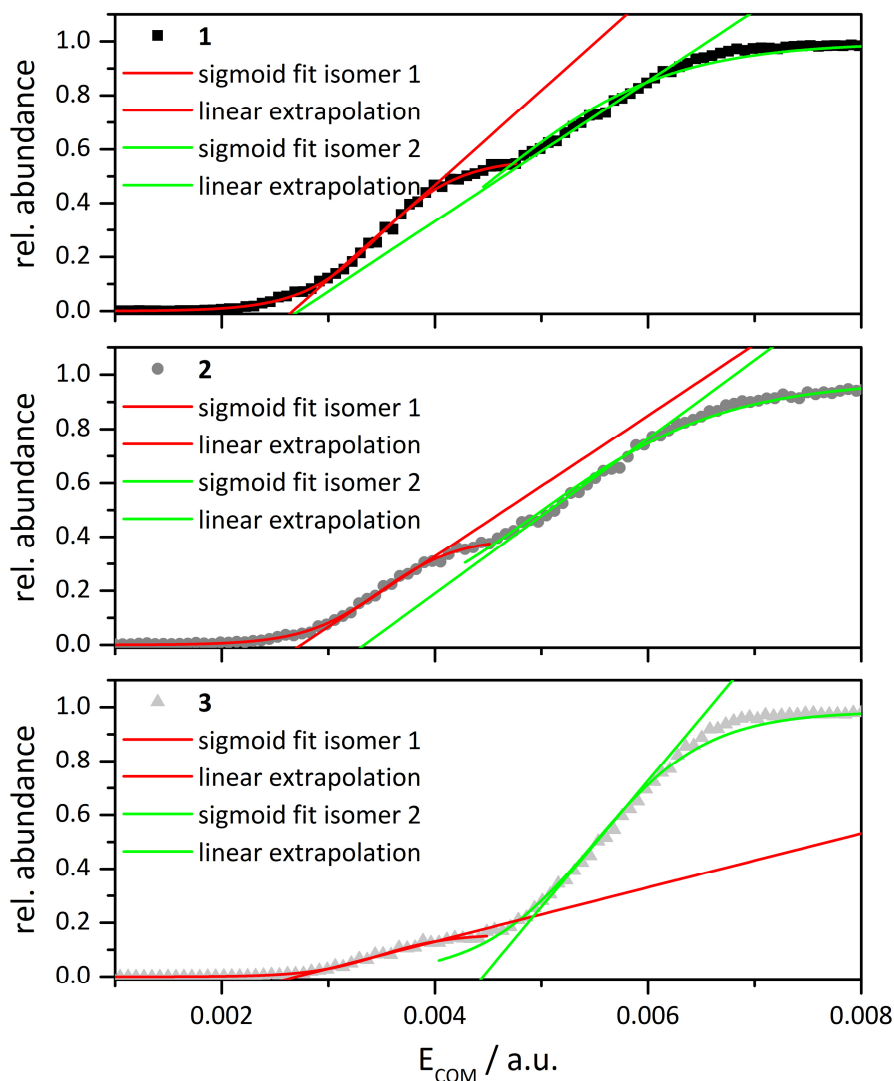 1.0
0.8
0.6
0.4
0.2
0.0
rel. abundance
1
sigmoid fit isomer 1
linear extrapolation
sigmoid fit isomer 2
linear extrapolation
1.0
0.8
0.6
0.4
0.2
0.0
rel. abundance
2
sigmoid fit isomer 1
linear extrapolation
sigmoid fit isomer 2
linear extrapolation
1.0
0.8
0.6
0.4
0.2
0.0
rel. abundance
3
sigmoid fit isomer 1
linear extrapolation
sigmoid fit isomer 2
linear extrapolation
0.002 0.004 0.006 0.008
E_COM / a.u.